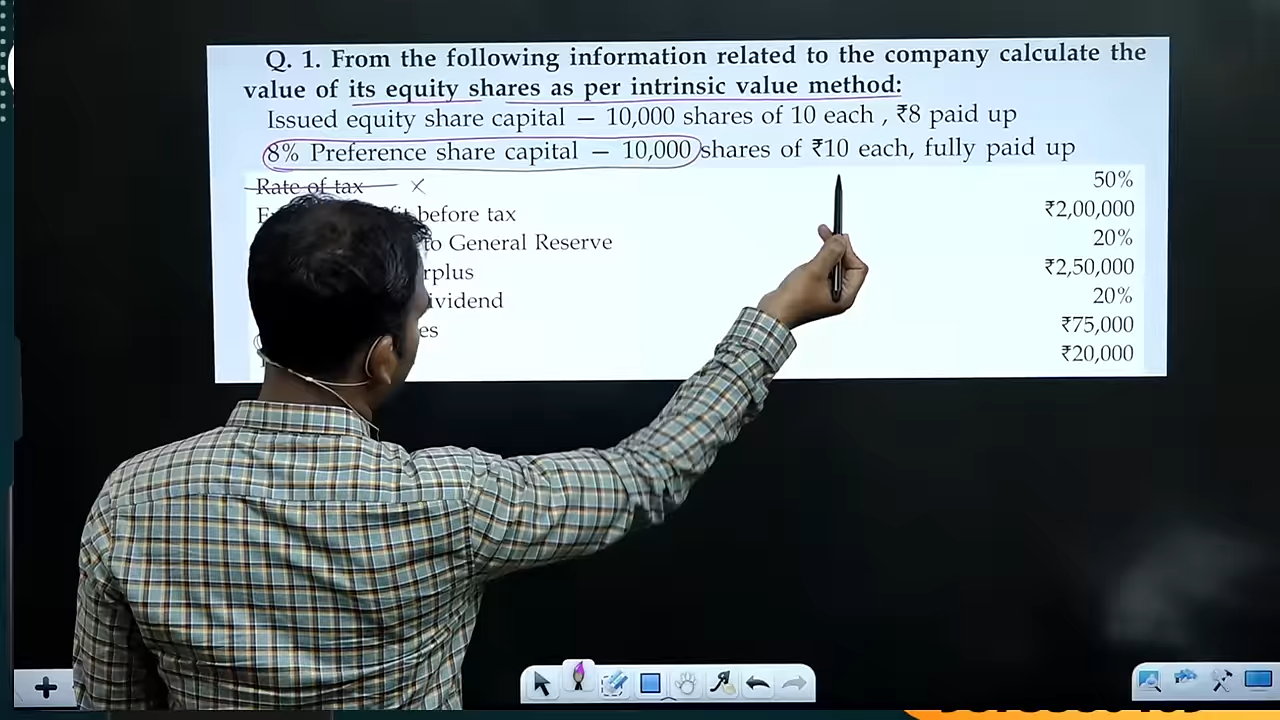 Q. 1. From the following information related to the company calculate the
value of its equity shares as per intrinsic value method:
Issued equity share capital — 10,000 shares of 10 each , ₹8 paid up
8% Preference share capital — 10,000 shares of ₹10 each, fully paid up
Rate of tax × 50%
before tax ₹2,00,000
to General Reserve 20%
rplus ₹2,50,000
ividend 20%
es ₹75,000
₹20,000